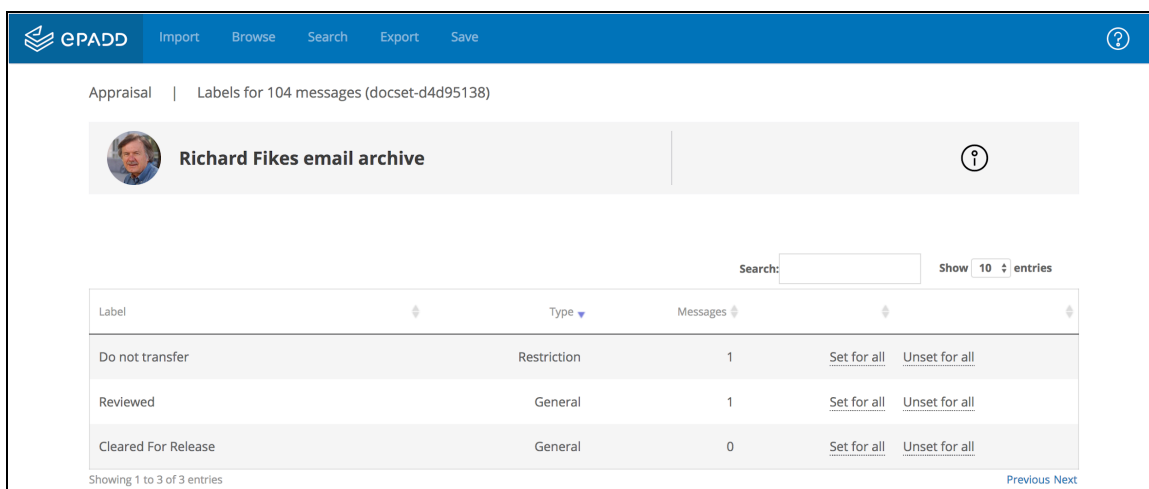 ePADD Import Browse Search Export Save
Appraisal | Labels for 104 messages (docset-d4d95138)
Richard Fikes email archive
Search: Show 10 entries
Label Type Messages
Do not transfer Restriction 1 Set for all Unset for all
Reviewed General 1 Set for all Unset for all
Cleared For Release General 0 Set for all Unset for all
Showing 1 to 3 of 3 entries Previous Next